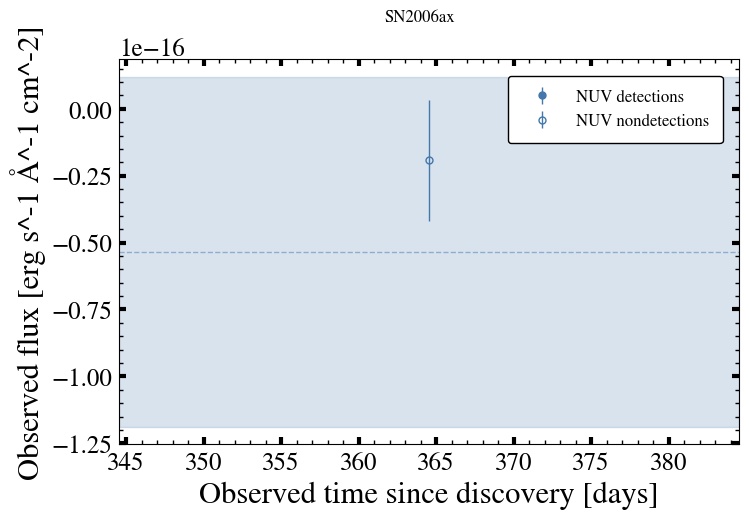 SN2006ax
1e−16
NUV detections
NUV nondetections
0.00
−0.25
−0.50
−0.75
−1.00
−1.25
Observed flux [erg s^-1 Å^-1 cm^-2]
345 350 355 360 365 370 375 380
Observed time since discovery [days]